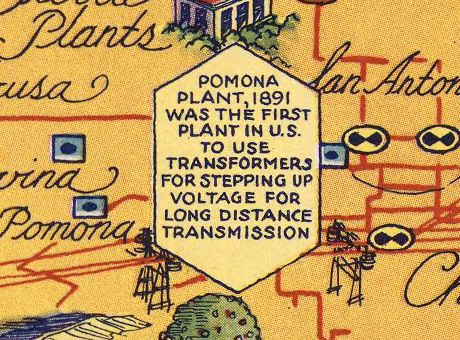 Plants
POMONA
PLANT, 1891
WAS THE FIRST
PLANT IN U.S.
TO USE
TRANSFORMERS
FOR STEPPING UP
VOLTAGE FOR
LONG DISTANCE
TRANSMISSION
San Anton
usa
vina
Pomona
Ch